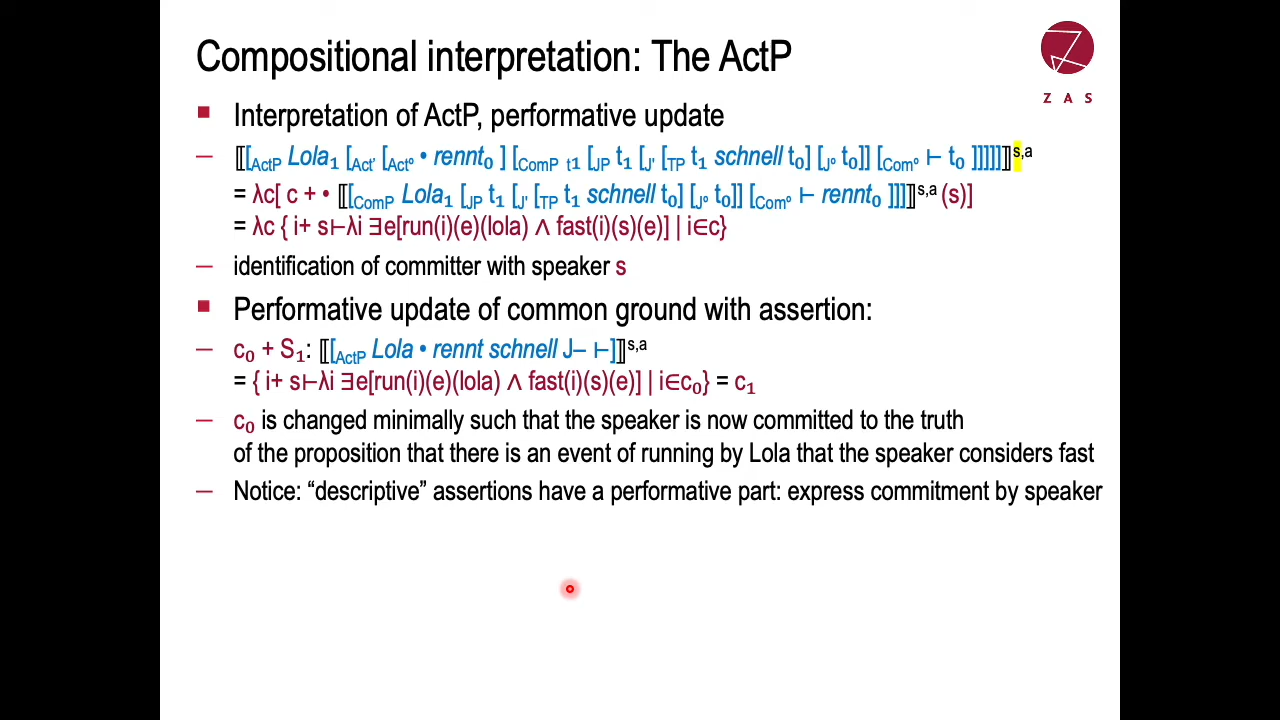 Compositional interpretation: The ActP
Z A S
■ Interpretation of ActP, performative update
– ⟦[ActP Lola₁ [Act' [Act⁰ • rennt₀ ] [ComP t1 [JP t₁ [J' [TP t₁ schnell t₀] [J⁰ t₀]] [Com⁰ ⊢ t₀ ]]]]]⟧s,a
= λc[ c + • ⟦[ComP Lola₁ [JP t₁ [J' [TP t₁ schnell t₀] [J⁰ t₀]] [Com⁰ ⊢ rennt₀ ]]]⟧s,a (s)]
= λc { i+ s⊢λi ∃e[run(i)(e)(lola) ∧ fast(i)(s)(e)] | i∈c}
– identification of committer with speaker s
■ Performative update of common ground with assertion:
– c₀ + S₁: ⟦[ActP Lola • rennt schnell J– ⊢]⟧s,a
= { i+ s⊢λi ∃e[run(i)(e)(lola) ∧ fast(i)(s)(e)] | i∈c₀} = c₁
– c₀ is changed minimally such that the speaker is now committed to the truth
of the proposition that there is an event of running by Lola that the speaker considers fast
– Notice: “descriptive” assertions have a performative part: express commitment by speaker